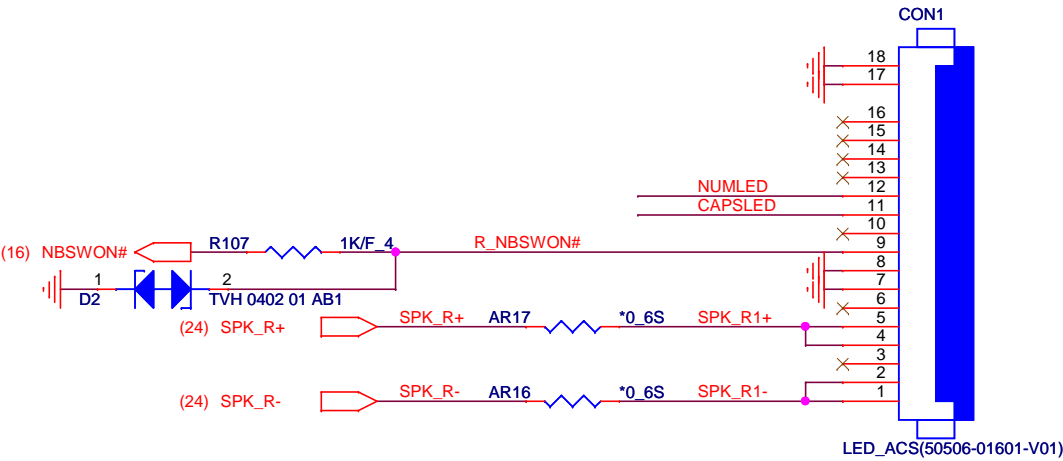 CON1
18
17
16
15
14
13
NUMLED 12
CAPSLED 11
10
(16) NBSWON# R107 1K/F_4 R_NBSWON# 9
8
1 2 7
D2 TVH 0402 01 AB1 6
(24) SPK_R+ SPK_R+ AR17 *0_6S SPK_R1+ 5
4
3
2
(24) SPK_R- SPK_R- AR16 *0_6S SPK_R1- 1
LED_ACS(50506-01601-V01)